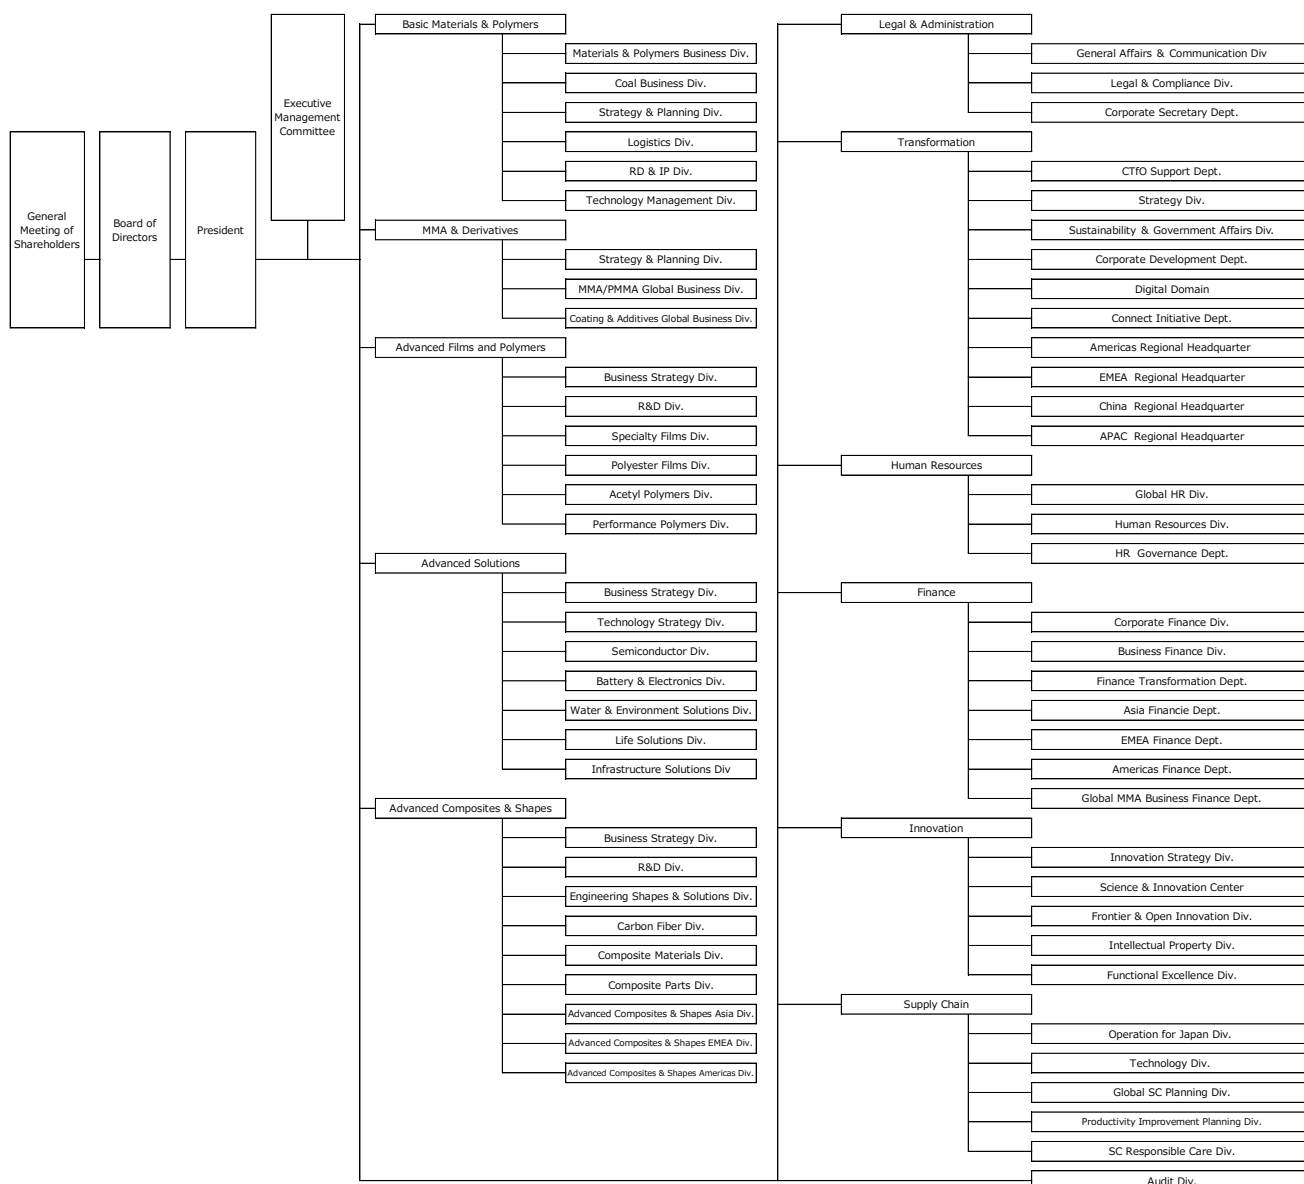 General
Meeting of
Shareholders
Board of
Directors
President
Executive
Management
Committee
Basic Materials & Polymers
Materials & Polymers Business Div.
Coal Business Div.
Strategy & Planning Div.
Logistics Div.
RD & IP Div.
Technology Management Div.
MMA & Derivatives
Strategy & Planning Div.
MMA/PMMA Global Business Div.
Coating & Additives Global Business Div.
Advanced Films and Polymers
Business Strategy Div.
R&D Div.
Specialty Films Div.
Polyester Films Div.
Acetyl Polymers Div.
Performance Polymers Div.
Advanced Solutions
Business Strategy Div.
Technology Strategy Div.
Semiconductor Div.
Battery & Electronics Div.
Water & Environment Solutions Div.
Life Solutions Div.
Infrastructure Solutions Div
Advanced Composites & Shapes
Business Strategy Div.
R&D Div.
Engineering Shapes & Solutions Div.
Carbon Fiber Div.
Composite Materials Div.
Composite Parts Div.
Advanced Composites & Shapes Asia Div.
Advanced Composites & Shapes EMEA Div.
Advanced Composites & Shapes Americas Div.
Legal & Administration
General Affairs & Communication Div
Legal & Compliance Div.
Corporate Secretary Dept.
Transformation
CTfO Support Dept.
Strategy Div.
Sustainability & Government Affairs Div.
Corporate Development Dept.
Digital Domain
Connect Initiative Dept.
Americas Regional Headquarter
EMEA  Regional Headquarter
China  Regional Headquarter
APAC  Regional Headquarter
Human Resources
Global HR Div.
Human Resources Div.
HR  Governance Dept.
Finance
Corporate Finance Div.
Business Finance Div.
Finance Transformation Dept.
Asia Financie Dept.
EMEA Finance Dept.
Americas Finance Dept.
Global MMA Business Finance Dept.
Innovation
Innovation Strategy Div.
Science & Innovation Center
Frontier & Open Innovation Div.
Intellectual Property Div.
Functional Excellence Div.
Supply Chain
Operation for Japan Div.
Technology Div.
Global SC Planning Div.
Productivity Improvement Planning Div.
SC Responsible Care Div.
Audit Div.